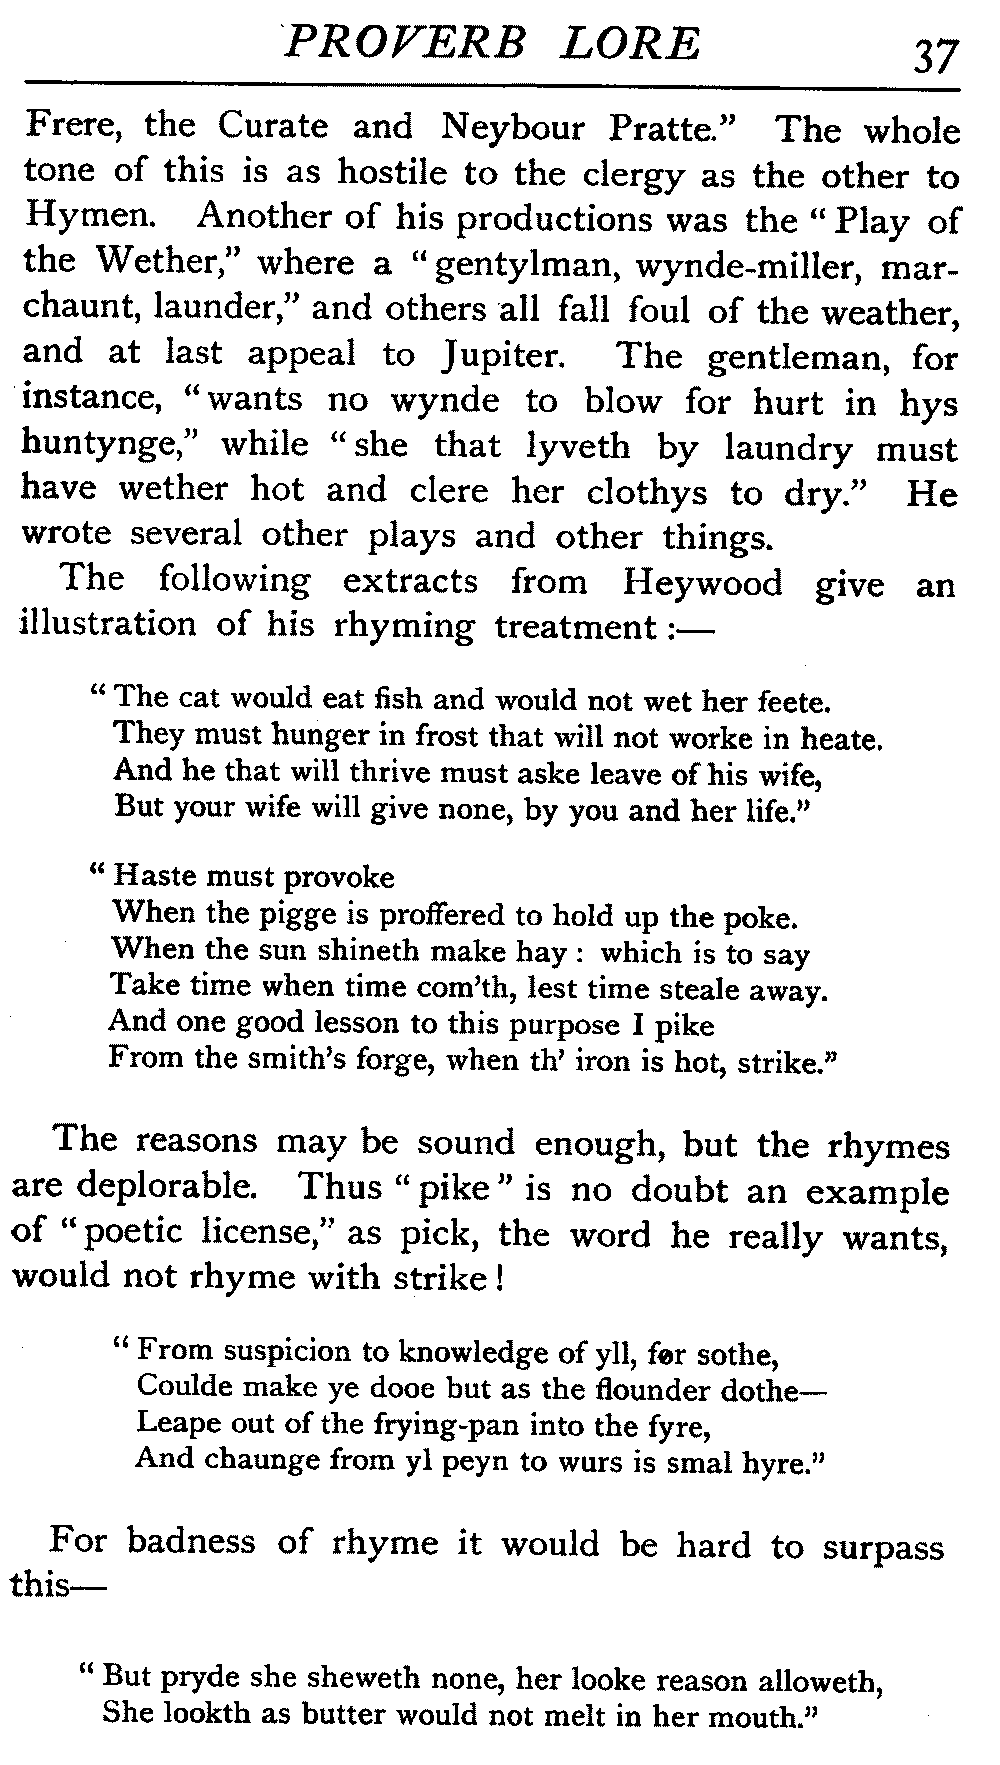 PROVERB LORE 37
Frere, the Curate and Neybour Pratte." The whole
tone of this is as hostile to the clergy as the other to
Hymen. Another of his productions was the "Play of
the Wether," where a "gentylman, wynde-miller, mar-
chaunt, launder," and others all fall foul of the weather,
and at last appeal to Jupiter. The gentleman, for
instance, "wants no wynde to blow for hurt in hys
huntynge," while "she that lyveth by laundry must
have wether hot and clere her clothys to dry." He
wrote several other plays and other things.
The following extracts from Heywood give an
illustration of his rhyming treatment:—
"The cat would eat fish and would not wet her feete.
They must hunger in frost that will not worke in heate.
And he that will thrive must aske leave of his wife,
But your wife will give none, by you and her life."
"Haste must provoke
When the pigge is proffered to hold up the poke.
When the sun shineth make hay: which is to say
Take time when time com'th, lest time steale away.
And one good lesson to this purpose I pike
From the smith's forge, when th' iron is hot, strike."
The reasons may be sound enough, but the rhymes
are deplorable. Thus "pike" is no doubt an example
of "poetic license," as pick, the word he really wants,
would not rhyme with strike!
"From suspicion to knowledge of yll, for sothe,
Coulde make ye dooe but as the flounder dothe—
Leape out of the frying-pan into the fyre,
And chaunge from yl peyn to wurs is smal hyre."
For badness of rhyme it would be hard to surpass
this—
"But pryde she sheweth none, her looke reason alloweth,
She lookth as butter would not melt in her mouth."